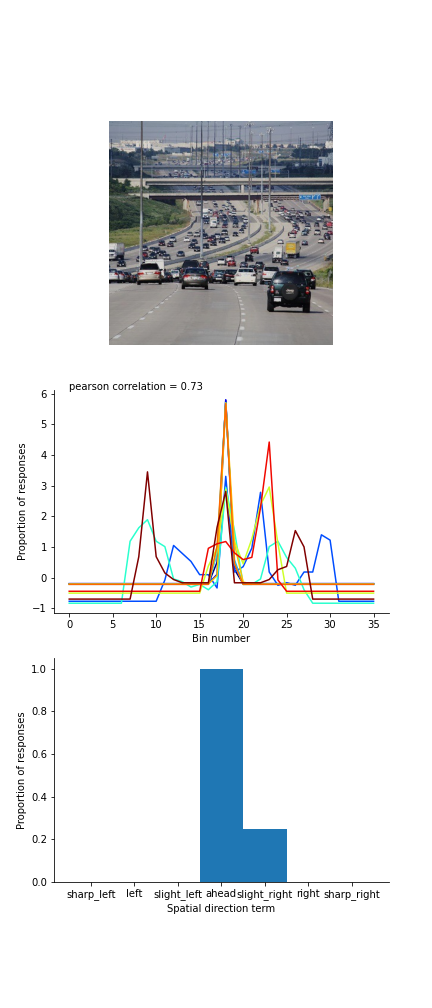 pearson correlation = 0.73
6
5
4
3
2
1
0
−1
Proportion of responses
0 5 10 15 20 25 30 35
Bin number
1.0
0.8
0.6
0.4
0.2
0.0
Proportion of responses
sharp_left left slight_left ahead slight_right right sharp_right
Spatial direction term